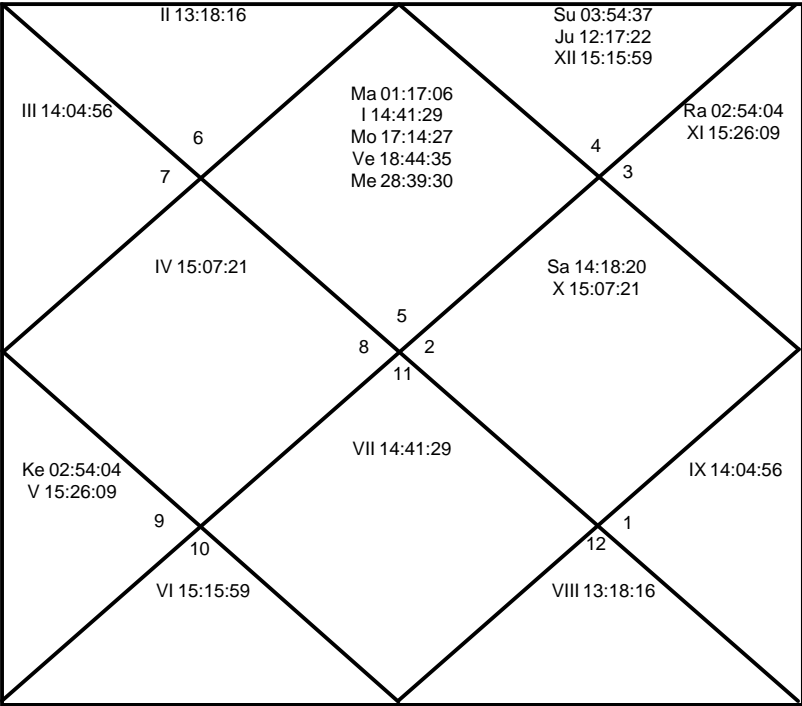 II 13:18:16
Su 03:54:37
Ju 12:17:22
XII 15:15:59
Ma 01:17:06
I 14:41:29
Mo 17:14:27
Ve 18:44:35
Me 28:39:30
III 14:04:56
Ra 02:54:04
XI 15:26:09
6
4
7
3
IV 15:07:21
Sa 14:18:20
X 15:07:21
5
8
2
11
VII 14:41:29
Ke 02:54:04
V 15:26:09
IX 14:04:56
9
1
10
12
VI 15:15:59
VIII 13:18:16